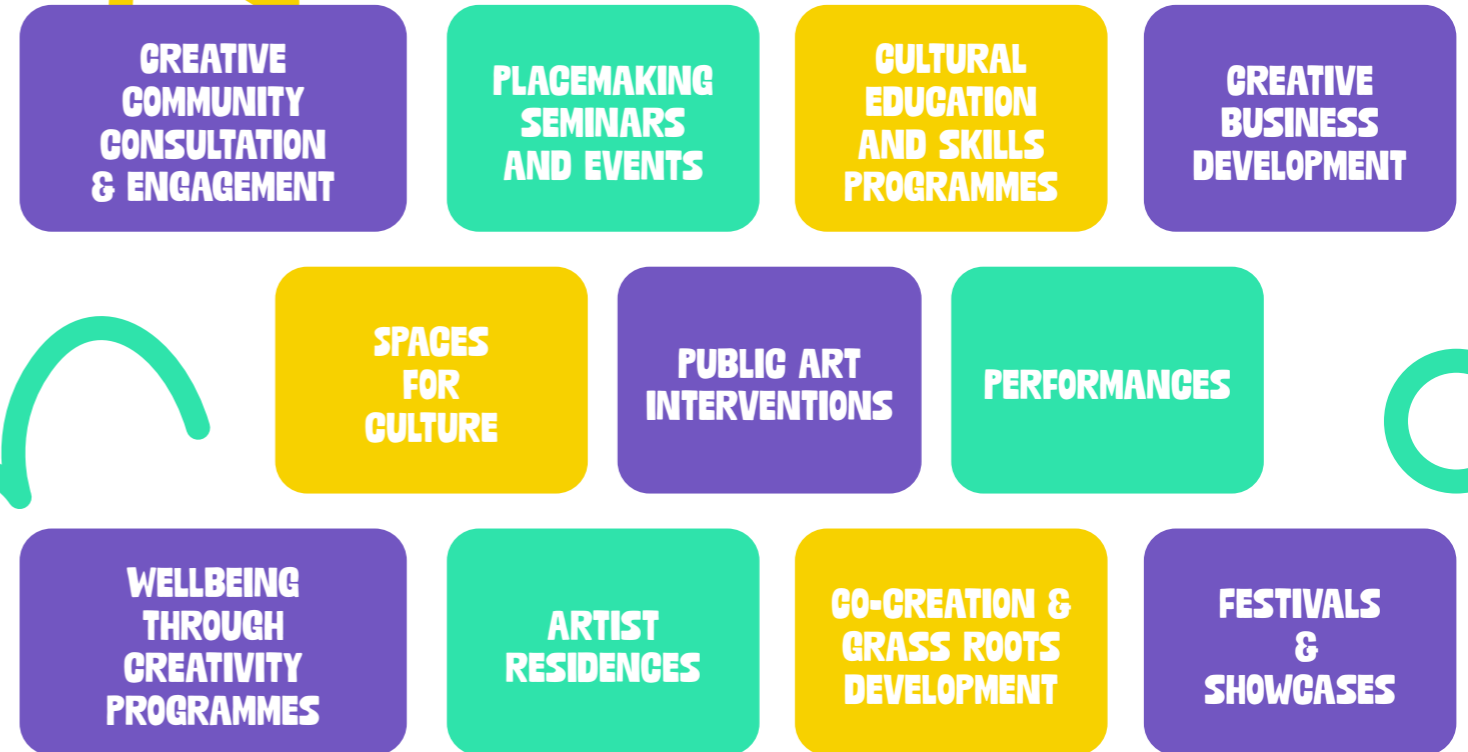 CREATIVE
COMMUNITY
CONSULTATION
& ENGAGEMENT
PLACEMAKING
SEMINARS
AND EVENTS
CULTURAL
EDUCATION
AND SKILLS
PROGRAMMES
CREATIVE
BUSINESS
DEVELOPMENT
SPACES
FOR
CULTURE
PUBLIC ART
INTERVENTIONS
PERFORMANCES
WELLBEING
THROUGH
CREATIVITY
PROGRAMMES
ARTIST
RESIDENCES
CO-CREATION &
GRASS ROOTS
DEVELOPMENT
FESTIVALS
&
SHOWCASES